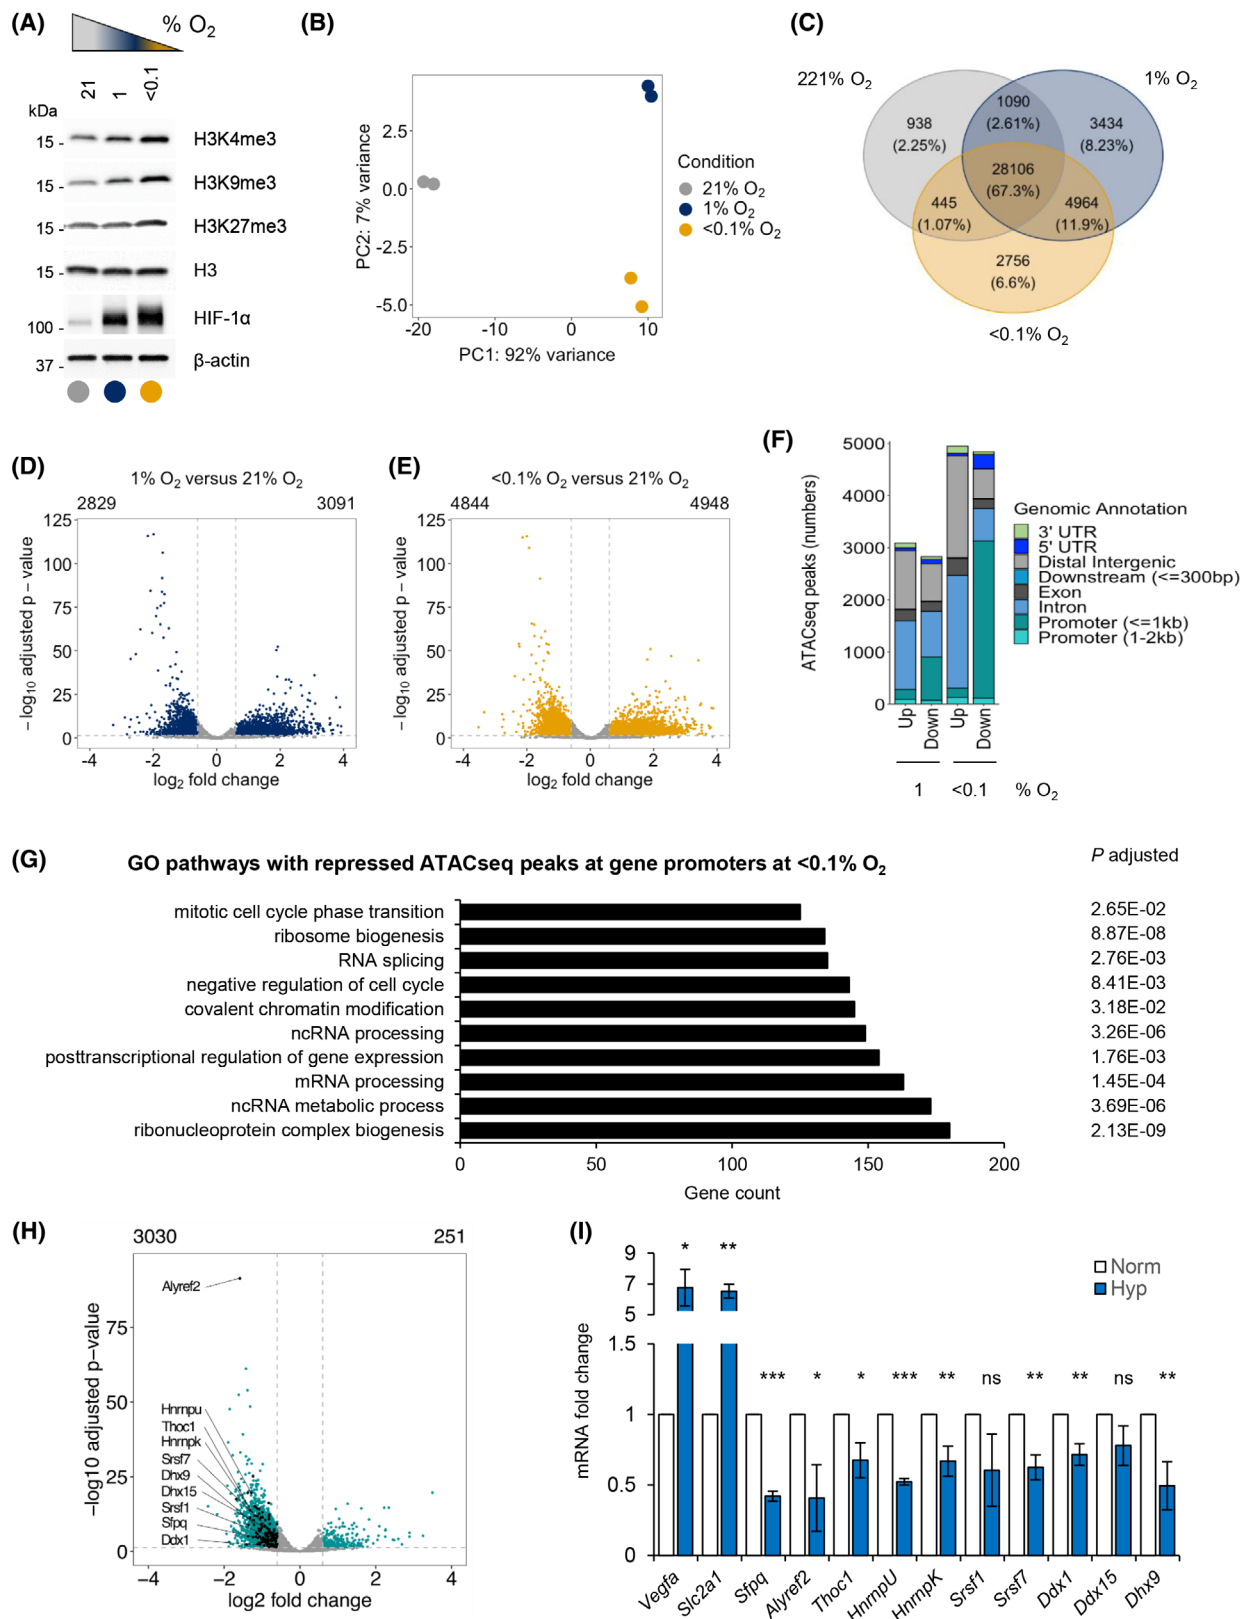 (A)
% O2
21
1
<0.1
kDa
15 -
H3K4me3
15 -
H3K9me3
15 -
H3K27me3
15 -
H3
100 -
HIF-1α
37 -
β-actin
(B)
PC2: 7% variance
2.5
0.0
-2.5
-5.0
-20
-10
0
10
PC1: 92% variance
Condition
21% O2
1% O2
<0.1% O2
(C)
221% O2
1% O2
1090
(2.61%)
938
(2.25%)
3434
(8.23%)
28106
(67.3%)
445
(1.07%)
4964
(11.9%)
2756
(6.6%)
<0.1% O2
(D)
1% O2 versus 21% O2
2829
3091
−log10 adjusted p − value
125
100
75
50
25
0
-4
-2
0
2
4
log2 fold change
(E)
<0.1% O2 versus 21% O2
4844
4948
−log10 adjusted p − value
125
100
75
50
25
0
-4
-2
0
2
4
log2 fold change
(F)
ATACseq peaks (numbers)
5000
4000
3000
2000
1000
0
Up
Down
Up
Down
1
<0.1
% O2
Genomic Annotation
3' UTR
5' UTR
Distal Intergenic
Downstream (<=300bp)
Exon
Intron
Promoter (<=1kb)
Promoter (1-2kb)
(G)
GO pathways with repressed ATACseq peaks at gene promoters at <0.1% O2
P adjusted
mitotic cell cycle phase transition
2.65E-02
ribosome biogenesis
8.87E-08
RNA splicing
2.76E-03
negative regulation of cell cycle
8.41E-03
covalent chromatin modification
3.18E-02
ncRNA processing
3.26E-06
posttranscriptional regulation of gene expression
1.76E-03
mRNA processing
1.45E-04
ncRNA metabolic process
3.69E-06
ribonucleoprotein complex biogenesis
2.13E-09
0
50
100
150
200
Gene count
(H)
3030
251
−log10 adjusted p−value
75
50
25
0
Alyref2
Hnrnpu
Thoc1
Hnrnpk
Srsf7
Dhx9
Dhx15
Srsf1
Sfpq
Ddx1
−4
−2
0
2
4
log2 fold change
(I)
mRNA fold change
9
7
5
1.5
1
0.5
0
*
**
***
*
*
***
**
ns
**
**
ns
**
Norm
Hyp
Vegfa
Slc2a1
Sfpq
Alyref2
Thoc1
HnrnpU
HnrnpK
Srsf1
Srsf7
Ddx1
Ddx15
Dhx9